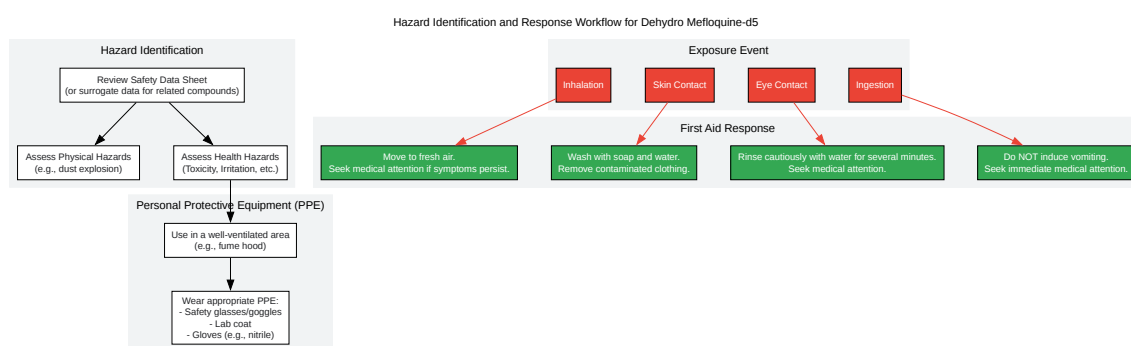 Hazard Identification and Response Workflow for Dehydro Mefloquine-d5
Hazard Identification
Review Safety Data Sheet
(or surrogate data for related compounds)
Assess Physical Hazards
(e.g., dust explosion)
Assess Health Hazards
(Toxicity, Irritation, etc.)
Personal Protective Equipment (PPE)
Use in a well-ventilated area
(e.g., fume hood)
Wear appropriate PPE:
- Safety glasses/goggles
- Lab coat
- Gloves (e.g., nitrile)
Exposure Event
Inhalation
Skin Contact
Eye Contact
Ingestion
First Aid Response
Move to fresh air.
Seek medical attention if symptoms persist.
Wash with soap and water.
Remove contaminated clothing.
Rinse cautiously with water for several minutes.
Seek medical attention.
Do NOT induce vomiting.
Seek immediate medical attention.